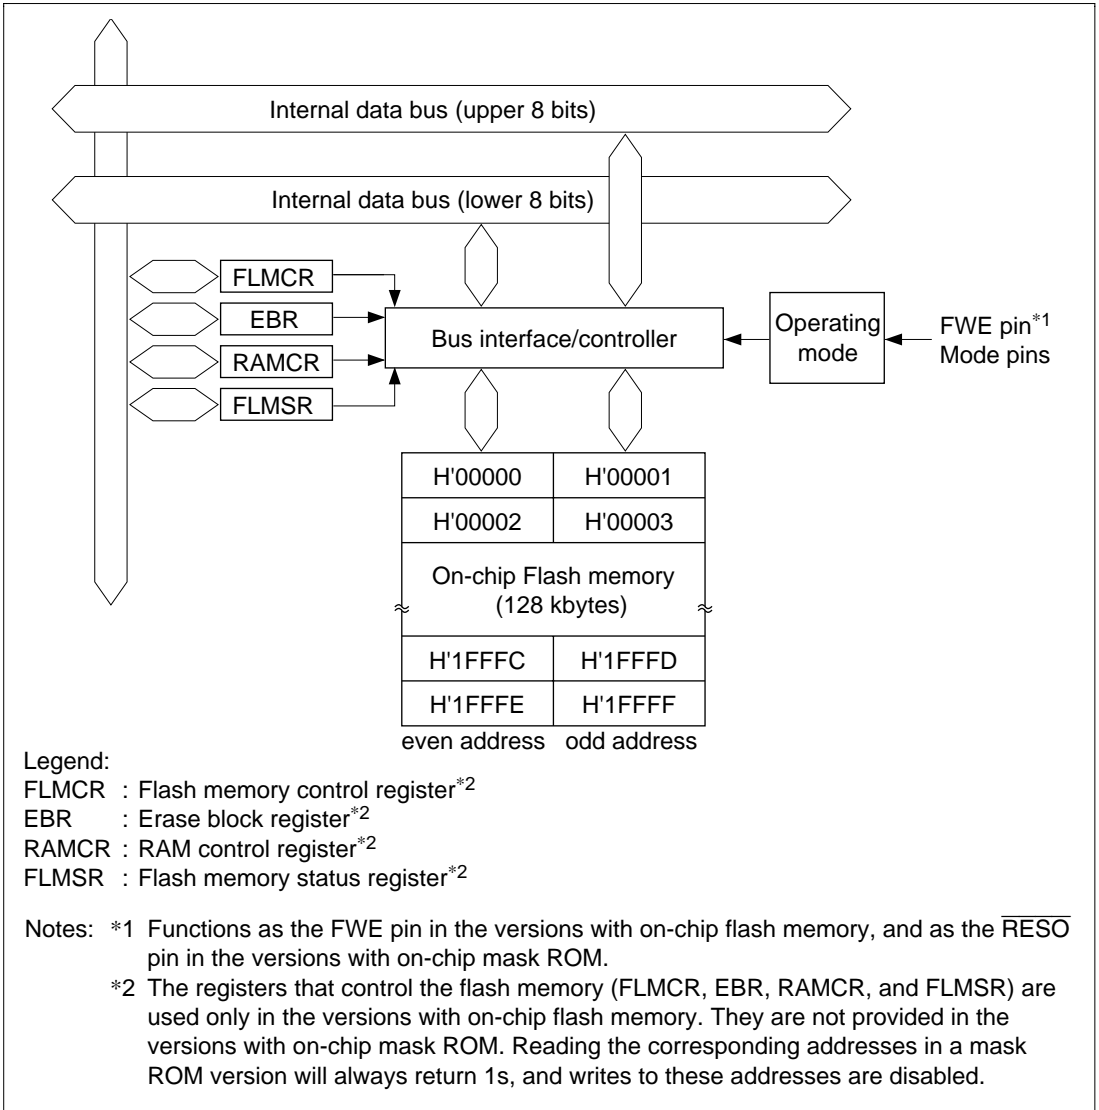 Internal data bus (upper 8 bits)
Internal data bus (lower 8 bits)
FLMCR
EBR
RAMCR
FLMSR
Bus interface/controller
Operating
mode
FWE pin*1
Mode pins
H'00000 H'00001
H'00002 H'00003
On-chip Flash memory
(128 kbytes)
H'1FFFC H'1FFFD
H'1FFFE H'1FFFF
even address odd address
Legend:
FLMCR : Flash memory control register*2
EBR : Erase block register*2
RAMCR : RAM control register*2
FLMSR : Flash memory status register*2
Notes: *1 Functions as the FWE pin in the versions with on-chip flash memory, and as the R̅E̅S̅O̅
pin in the versions with on-chip mask ROM.
*2 The registers that control the flash memory (FLMCR, EBR, RAMCR, and FLMSR) are
used only in the versions with on-chip flash memory. They are not provided in the
versions with on-chip mask ROM. Reading the corresponding addresses in a mask
ROM version will always return 1s, and writes to these addresses are disabled.